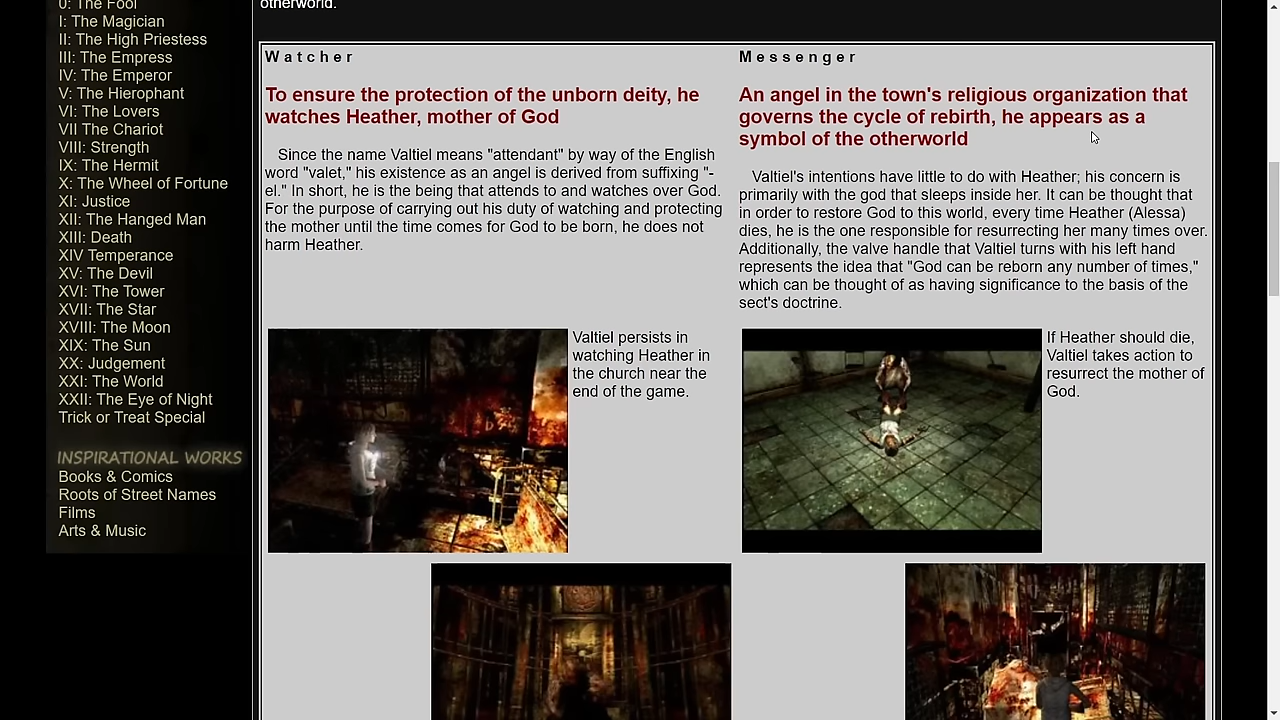 0: The Fool
I: The Magician
II: The High Priestess
III: The Empress
IV: The Emperor
V: The Hierophant
VI: The Lovers
VII The Chariot
VIII: Strength
IX: The Hermit
X: The Wheel of Fortune
XI: Justice
XII: The Hanged Man
XIII: Death
XIV Temperance
XV: The Devil
XVI: The Tower
XVII: The Star
XVIII: The Moon
XIX: The Sun
XX: Judgement
XXI: The World
XXII: The Eye of Night
Trick or Treat Special
INSPIRATIONAL WORKS
Books & Comics
Roots of Street Names
Films
Arts & Music
otherworld.
Watcher
To ensure the protection of the unborn deity, he
watches Heather, mother of God
Since the name Valtiel means "attendant" by way of the English
word "valet," his existence as an angel is derived from suffixing "-
el." In short, he is the being that attends to and watches over God.
For the purpose of carrying out his duty of watching and protecting
the mother until the time comes for God to be born, he does not
harm Heather.
Valtiel persists in
watching Heather in
the church near the
end of the game.
Messenger
An angel in the town's religious organization that
governs the cycle of rebirth, he appears as a
symbol of the otherworld
Valtiel's intentions have little to do with Heather; his concern is
primarily with the god that sleeps inside her. It can be thought that
in order to restore God to this world, every time Heather (Alessa)
dies, he is the one responsible for resurrecting her many times over.
Additionally, the valve handle that Valtiel turns with his left hand
represents the idea that "God can be reborn any number of times,"
which can be thought of as having significance to the basis of the
sect's doctrine.
If Heather should die,
Valtiel takes action to
resurrect the mother of
God.